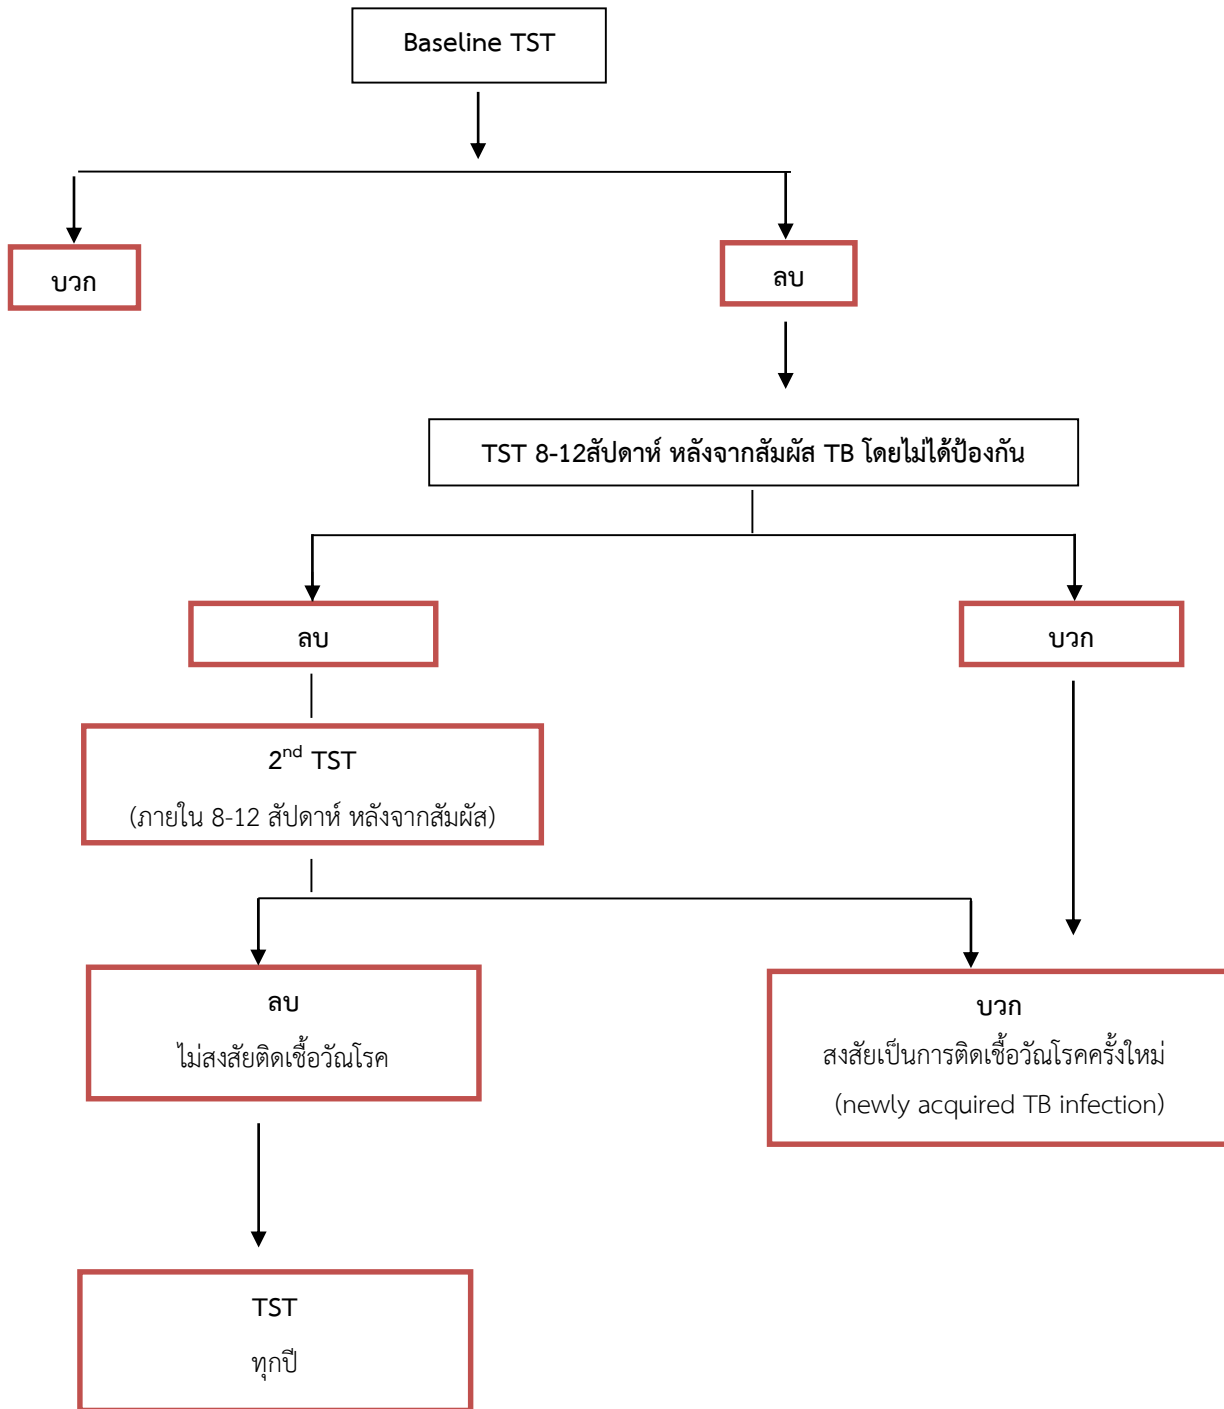 Baseline TST
บวก
ลบ
TST 8-12สัปดาห์ หลังจากสัมผัส TB โดยไม่ได้ป้องกัน
ลบ
บวก
2nd TST
(ภายใน 8-12 สัปดาห์ หลังจากสัมผัส)
ลบ
ไม่สงสัยติดเชื้อวัณโรค
บวก
สงสัยเป็นการติดเชื้อวัณโรคครั้งใหม่
(newly acquired TB infection)
TST
ทุกปี